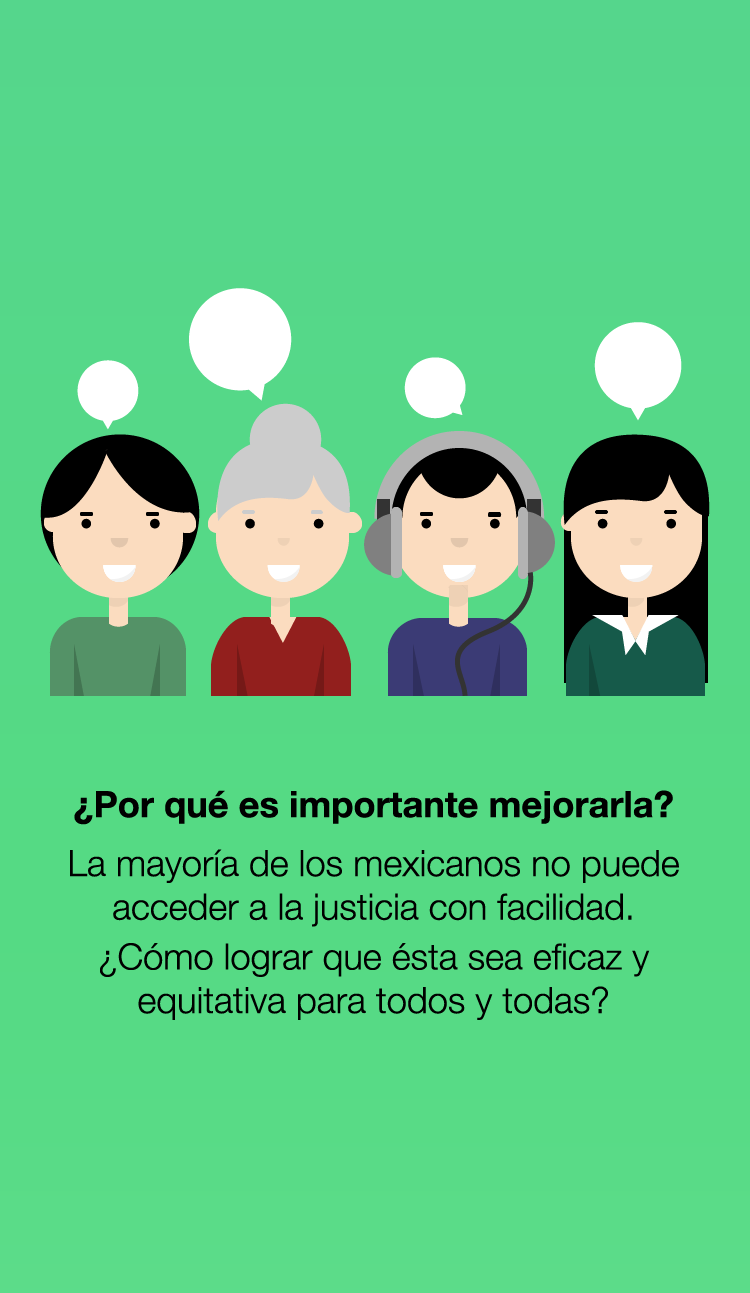 ¿Por qué es importante mejorarla?
La mayoría de los mexicanos no puede
acceder a la justicia con facilidad.
¿Cómo lograr que ésta sea eficaz y
equitativa para todos y todas?